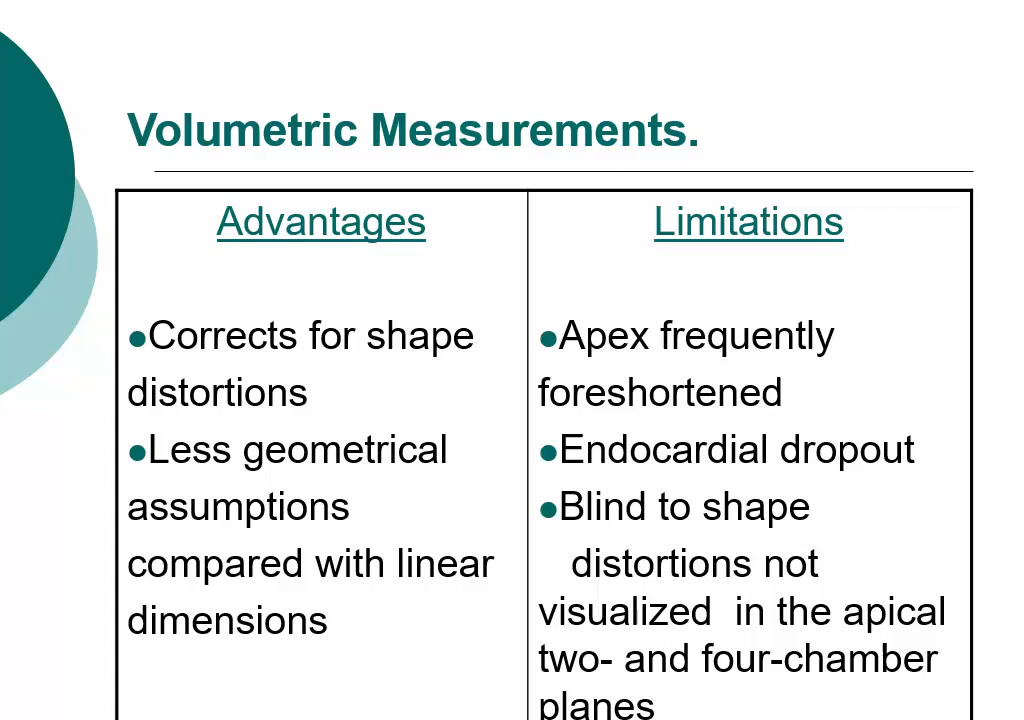 Volumetric Measurements.
Advantages
●Corrects for shape
distortions
●Less geometrical
assumptions
compared with linear
dimensions
Limitations
●Apex frequently
foreshortened
●Endocardial dropout
●Blind to shape
distortions not
visualized in the apical
two- and four-chamber
planes